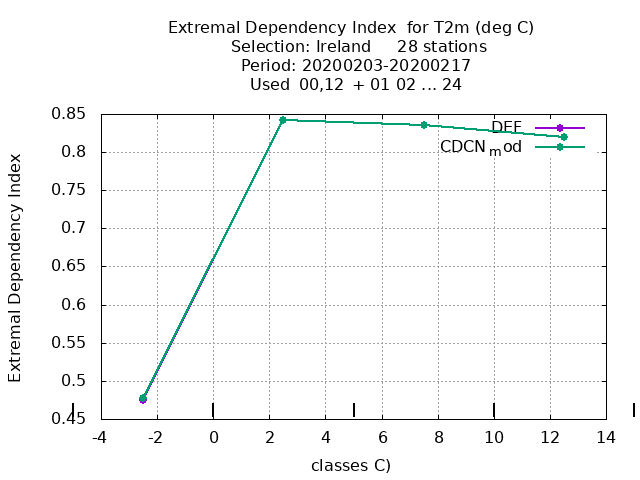 Extremal Dependency Index for T2m (deg C)
Selection: Ireland 28 stations
Period: 20200203-20200217
Used 00,12 + 01 02 ... 24
0.85
0.8
0.75
0.7
0.65
0.6
0.55
0.5
0.45
Extremal Dependency Index
DEF
CDCNmod
-4 -2 0 2 4 6 8 10 12 14
classes C)